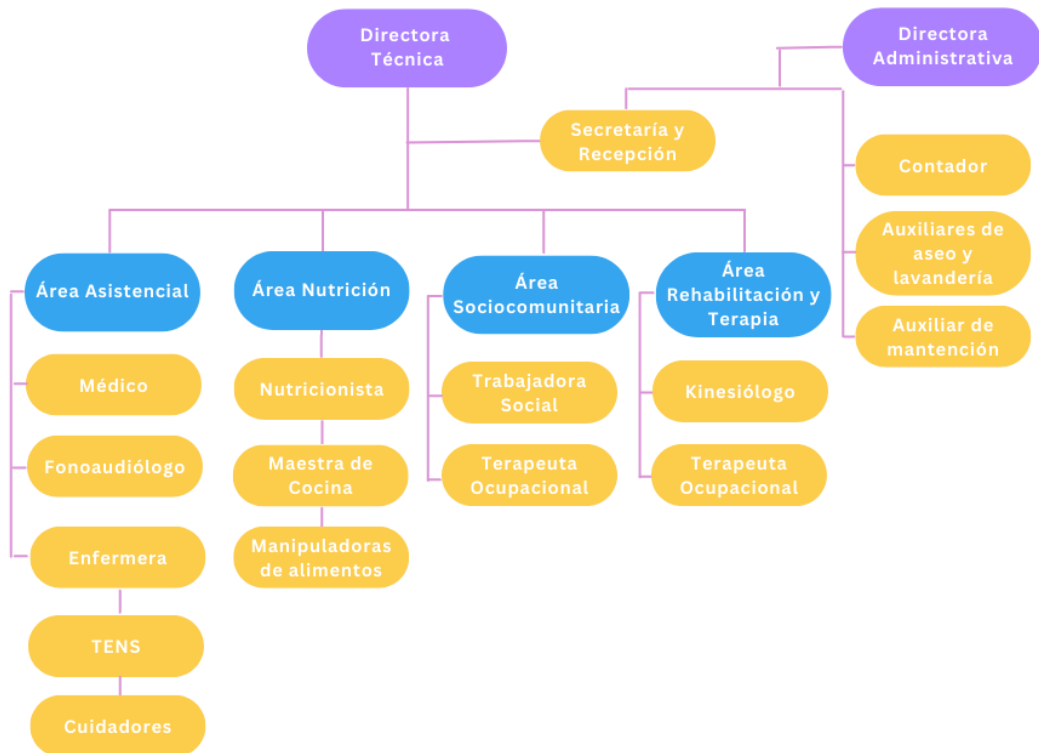 Directora
Técnica
Directora
Administrativa
Secretaría y
Recepción
Contador
Auxiliares de
aseo y
lavandería
Auxiliar de
mantención
Área Asistencial
Área Nutrición
Área
Sociocomunitaria
Área
Rehabilitación y
Terapia
Médico
Fonoaudiólogo
Enfermera
TENS
Cuidadores
Nutricionista
Maestra de
Cocina
Manipuladoras
de alimentos
Trabajadora
Social
Terapeuta
Ocupacional
Kinesiólogo
Terapeuta
Ocupacional